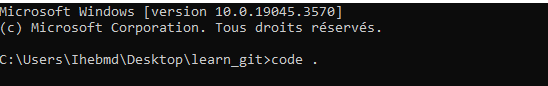 Microsoft Windows [version 10.0.19045.3570]
(c) Microsoft Corporation. Tous droits réservés.
C:\Users\Ihebmd\Desktop\learn_git>code .